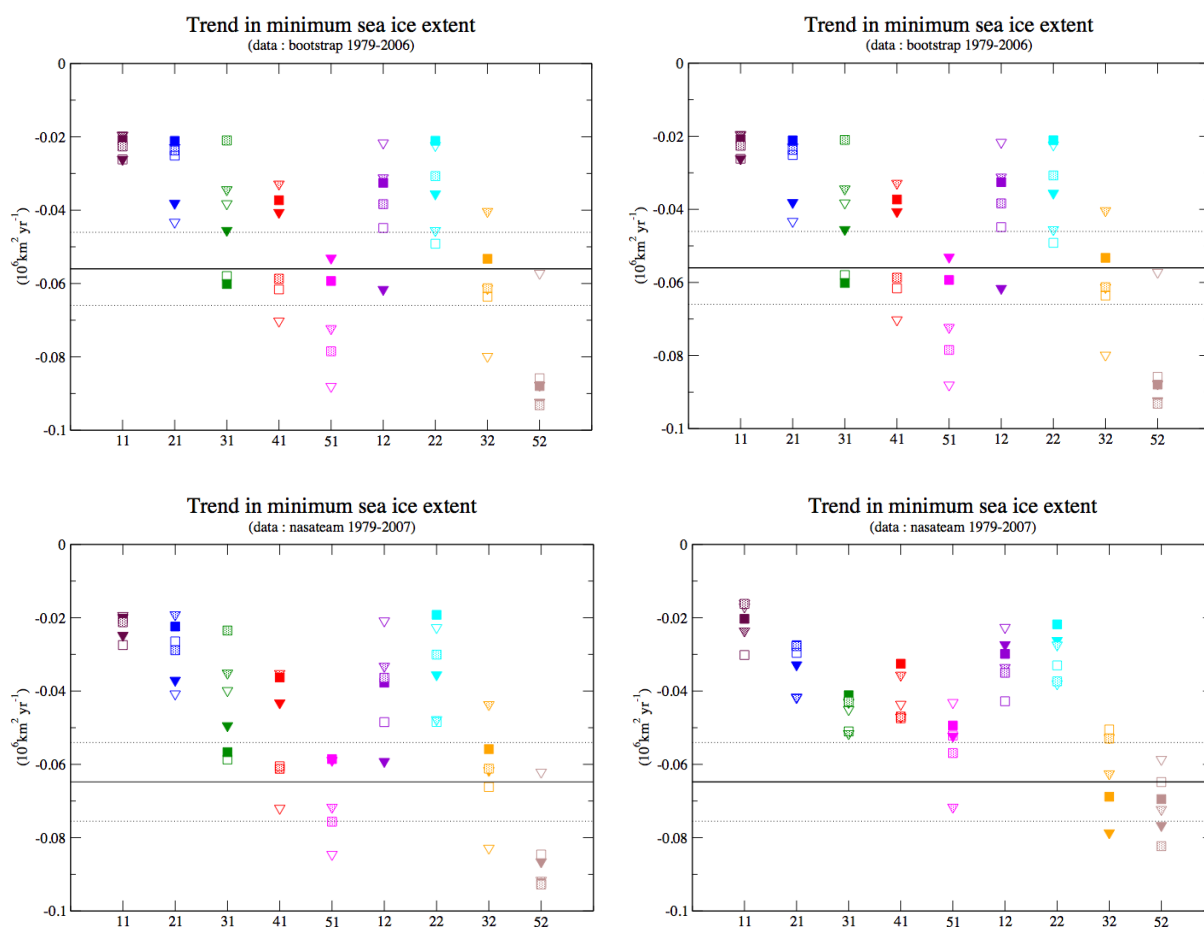 Trend in minimum sea ice extent
(data : bootstrap 1979-2006)
0
-0.02
-0.04
-0.06
-0.08
-0.1
(10⁶km² yr⁻¹)
11 21 31 41 51 12 22 32 52
Trend in minimum sea ice extent
(data : bootstrap 1979-2006)
0
-0.02
-0.04
-0.06
-0.08
-0.1
(10⁶km² yr⁻¹)
11 21 31 41 51 12 22 32 52
Trend in minimum sea ice extent
(data : nasateam 1979-2007)
0
-0.02
-0.04
-0.06
-0.08
-0.1
(10⁶km² yr⁻¹)
11 21 31 41 51 12 22 32 52
Trend in minimum sea ice extent
(data : nasateam 1979-2007)
0
-0.02
-0.04
-0.06
-0.08
-0.1
(10⁶km² yr⁻¹)
11 21 31 41 51 12 22 32 52